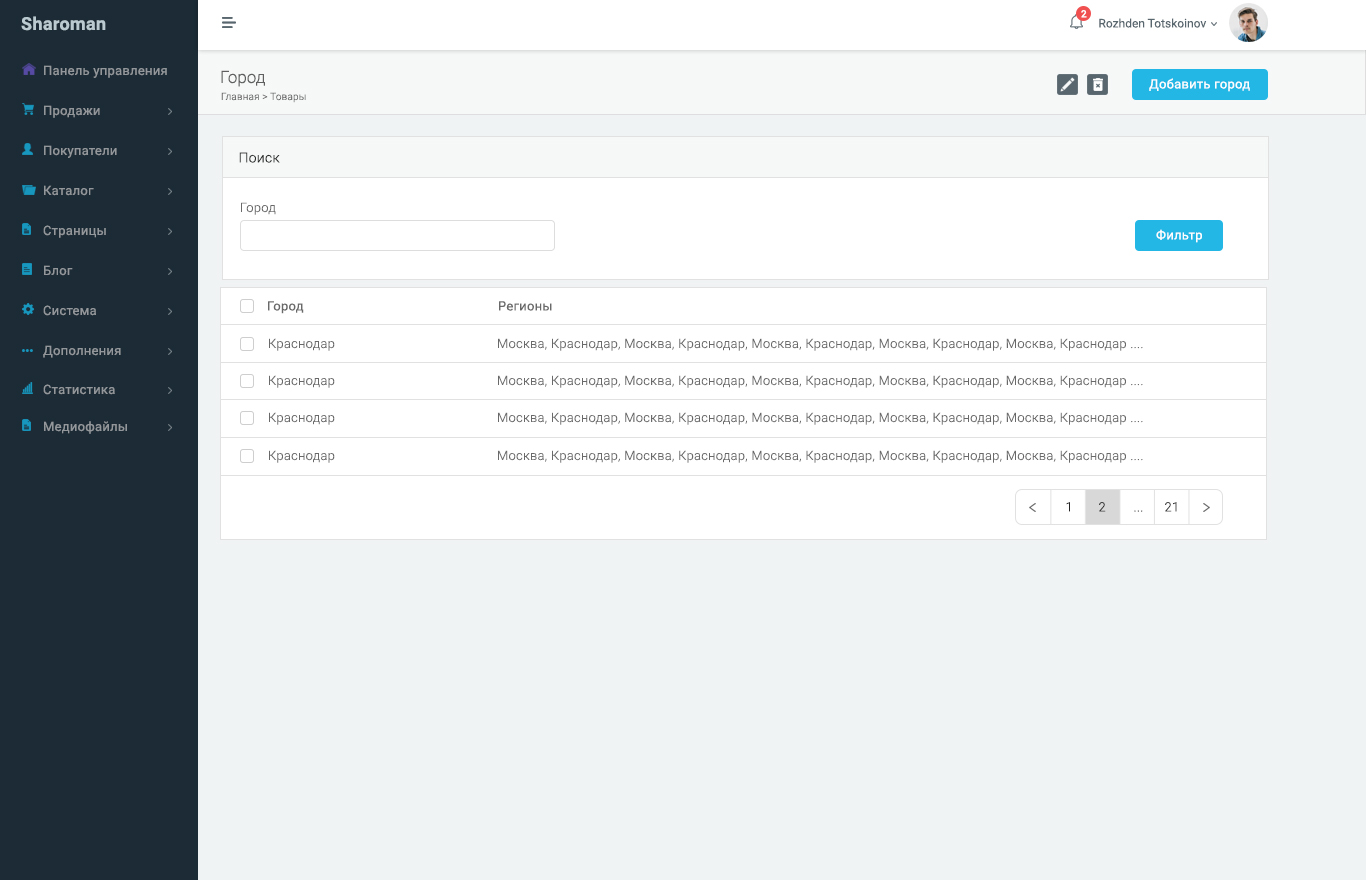 Sharoman
2
Rozhden Totskoinov
Панель управления
Продажи
Покупатели
Каталог
Страницы
Блог
Система
Дополнения
Статистика
Медиофайлы
Город
Главная > Товары
Добавить город
Поиск
Город
Фильтр
Город Регионы
Краснодар Москва, Краснодар, Москва, Краснодар, Москва, Краснодар, Москва, Краснодар, Москва, Краснодар ....
Краснодар Москва, Краснодар, Москва, Краснодар, Москва, Краснодар, Москва, Краснодар, Москва, Краснодар ....
Краснодар Москва, Краснодар, Москва, Краснодар, Москва, Краснодар, Москва, Краснодар, Москва, Краснодар ....
Краснодар Москва, Краснодар, Москва, Краснодар, Москва, Краснодар, Москва, Краснодар, Москва, Краснодар ....
< 1 2 ... 21 >